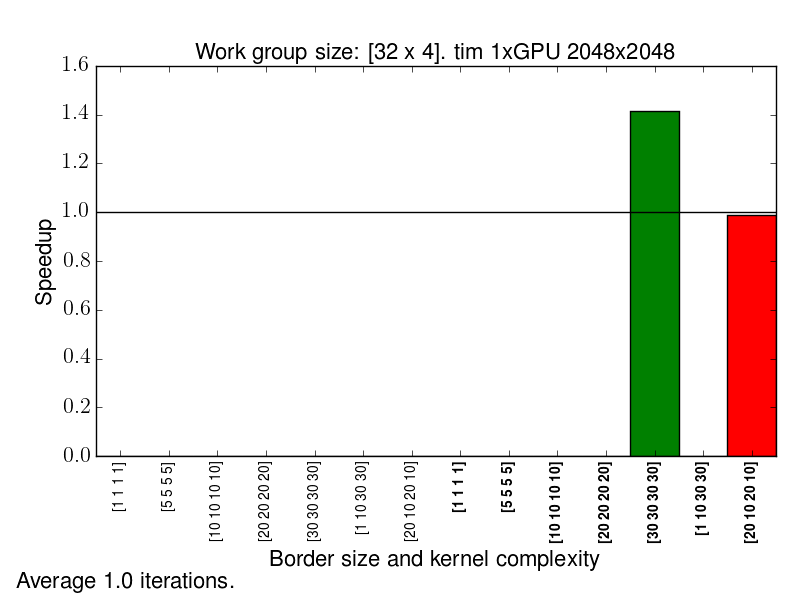 Work group size: [32 x 4]. tim 1xGPU 2048x2048
1.6
1.4
1.2
1.0
0.8
0.6
0.4
0.2
0.0
Speedup
[1 1 1 1]
[5 5 5 5]
[10 10 10 10]
[20 20 20 20]
[30 30 30 30]
[1 10 30 30]
[20 10 20 10]
[1 1 1 1]
[5 5 5 5]
[10 10 10 10]
[20 20 20 20]
[30 30 30 30]
[1 10 30 30]
[20 10 20 10]
Border size and kernel complexity
Average 1.0 iterations.